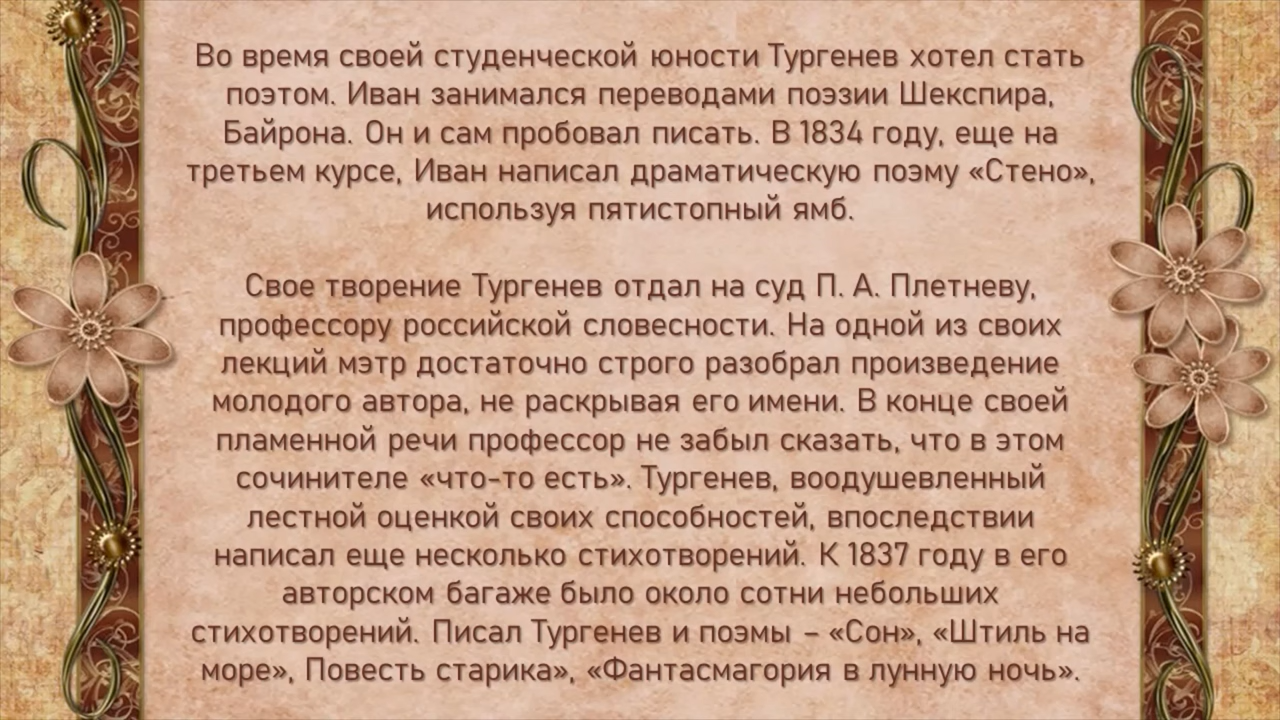 Во время своей студенческой юности Тургенев хотел стать
поэтом. Иван занимался переводами поэзии Шекспира,
Байрона. Он и сам пробовал писать. В 1834 году, еще на
третьем курсе, Иван написал драматическую поэму «Стено»,
используя пятистопный ямб.
Свое творение Тургенев отдал на суд П. А. Плетневу,
профессору российской словесности. На одной из своих
лекций мэтр достаточно строго разобрал произведение
молодого автора, не раскрывая его имени. В конце своей
пламенной речи профессор не забыл сказать, что в этом
сочинителе «что-то есть». Тургенев, воодушевленный
лестной оценкой своих способностей, впоследствии
написал еще несколько стихотворений. К 1837 году в его
авторском багаже было около сотни небольших
стихотворений. Писал Тургенев и поэмы – «Сон», «Штиль на
море», Повесть старика», «Фантасмагория в лунную ночь».